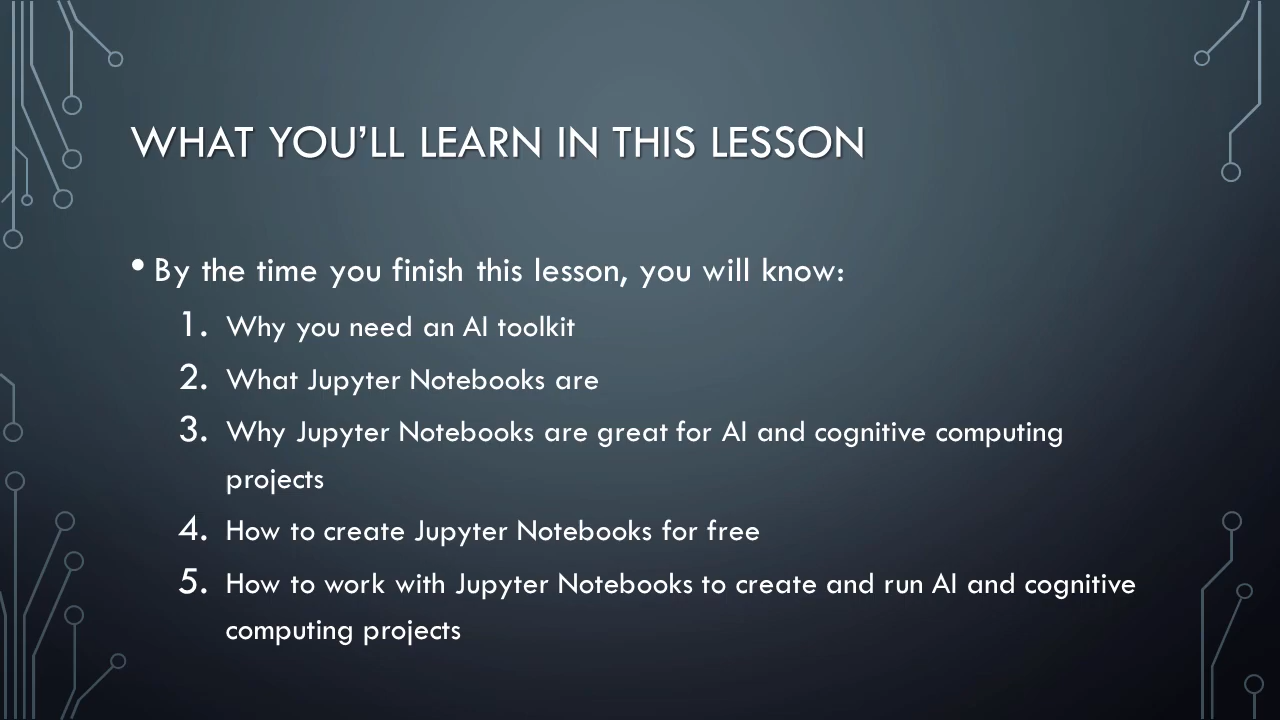 WHAT YOU’LL LEARN IN THIS LESSON
• By the time you finish this lesson, you will know:
1. Why you need an AI toolkit
2. What Jupyter Notebooks are
3. Why Jupyter Notebooks are great for AI and cognitive computing
projects
4. How to create Jupyter Notebooks for free
5. How to work with Jupyter Notebooks to create and run AI and cognitive
computing projects